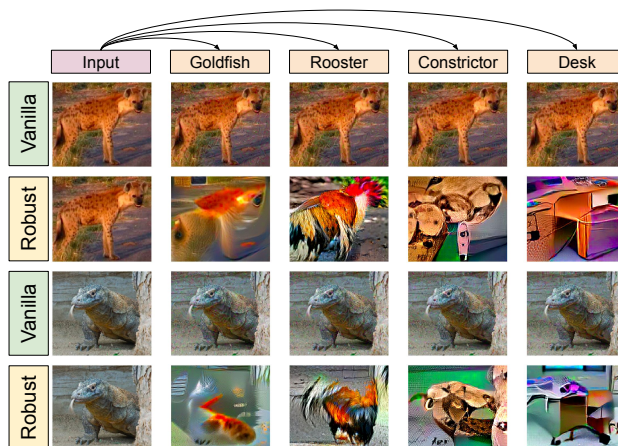 Input
Goldfish
Rooster
Constrictor
Desk
Vanilla
Robust
Vanilla
Robust